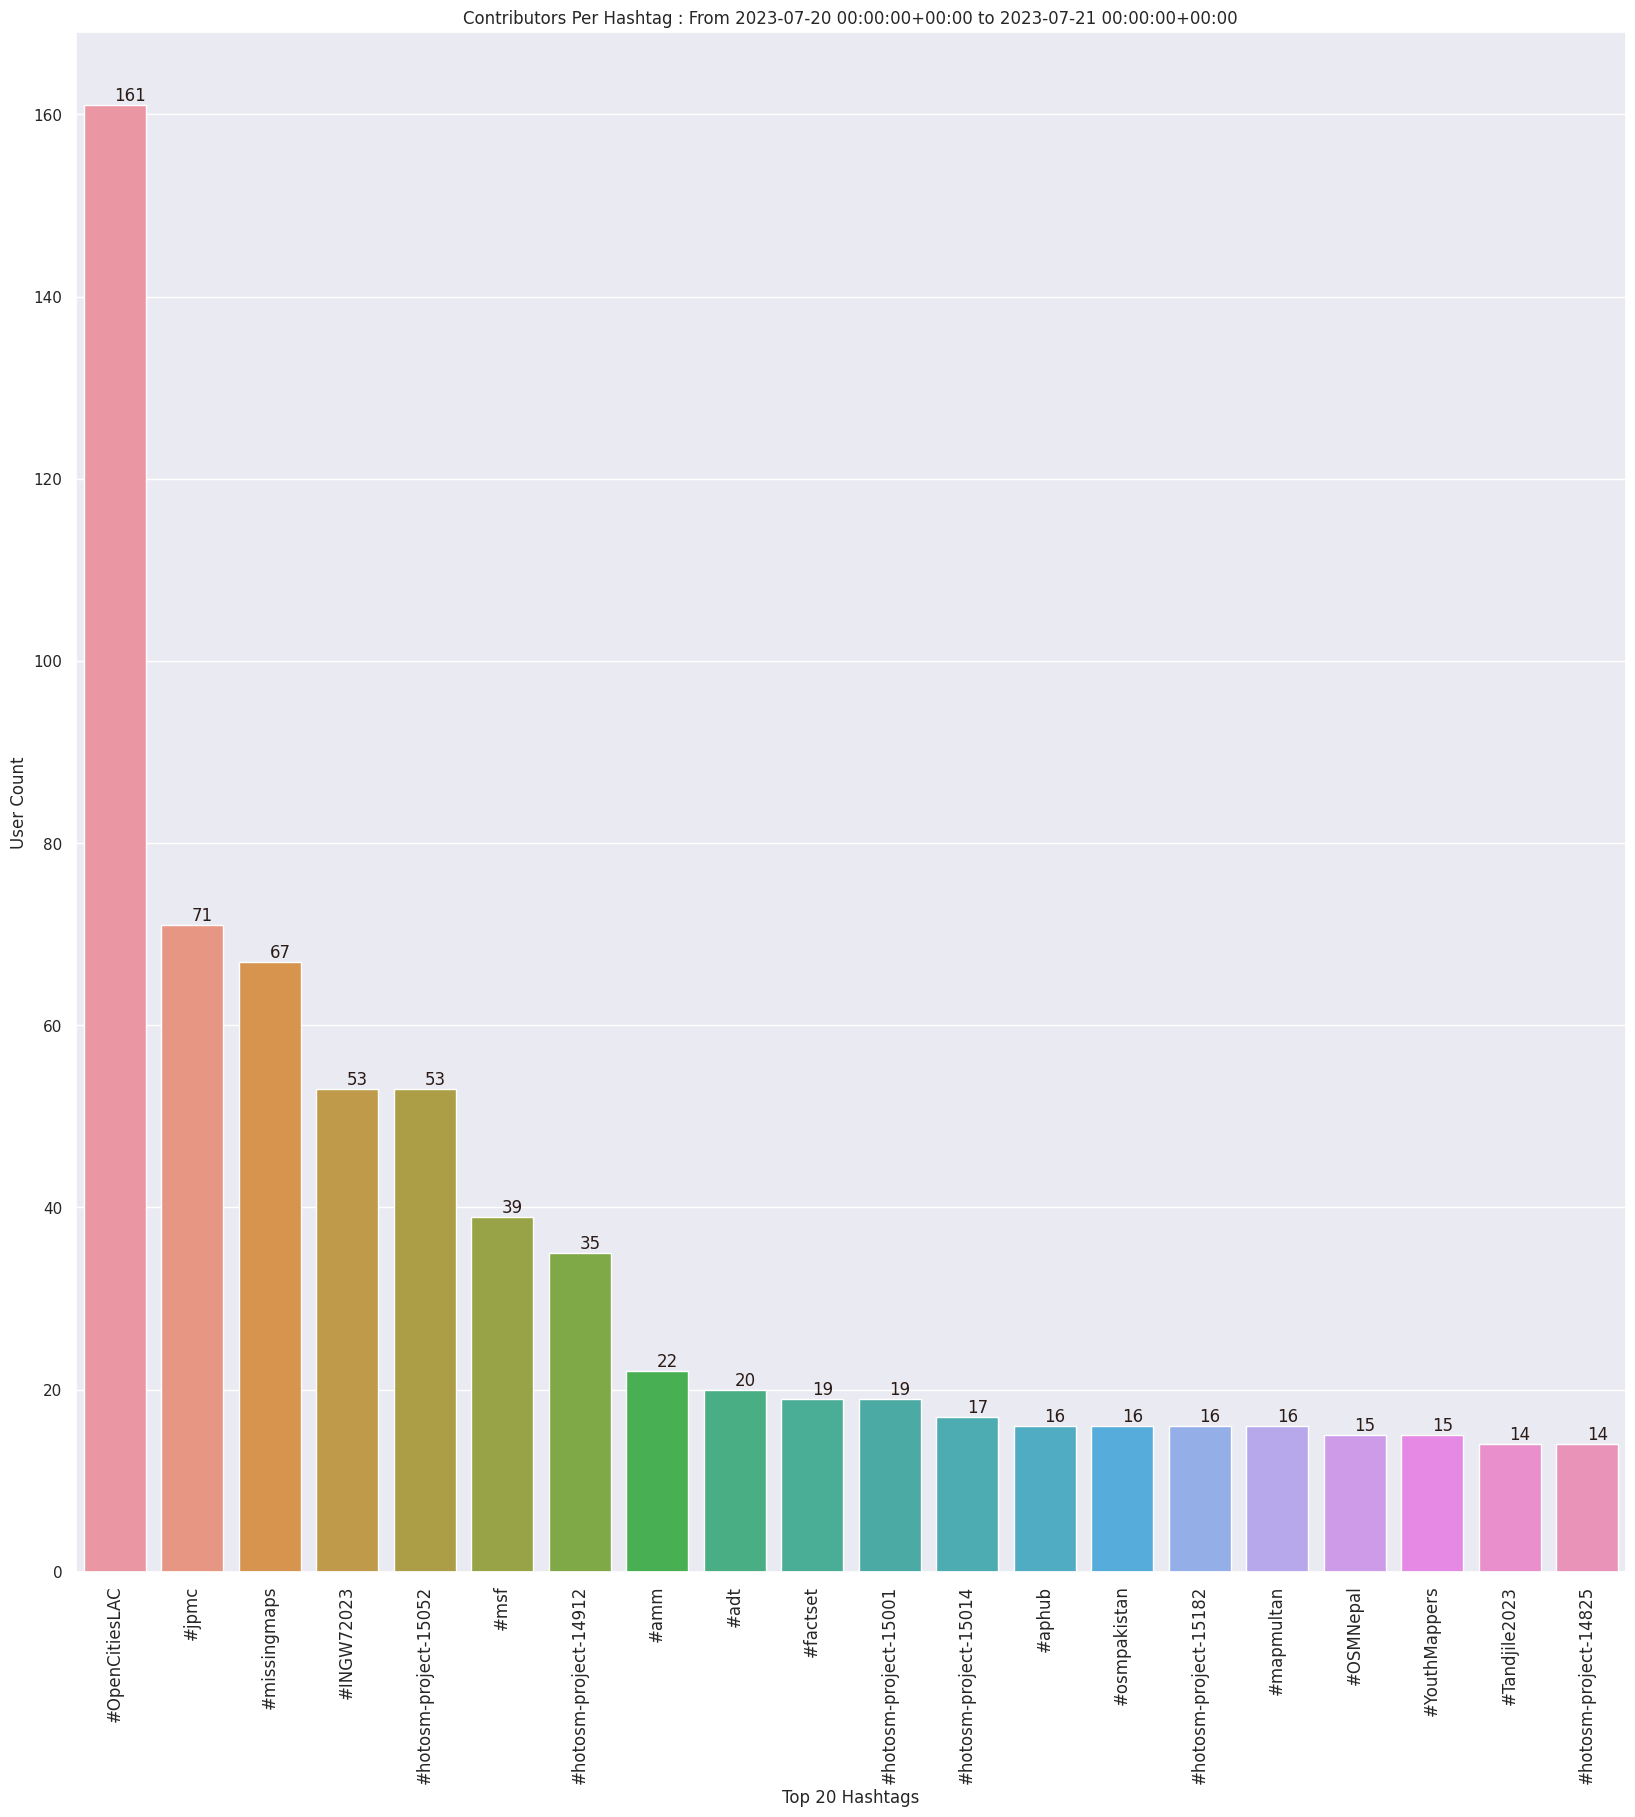 Contributors Per Hashtag : From 2023-07-20 00:00:00+00:00 to 2023-07-21 00:00:00+00:00
User Count
160
140
120
100
80
60
40
20
0
161
71
67
53
53
39
35
22
20
19
19
17
16
16
16
16
15
15
14
14
#OpenCitiesLAC
#jpmc
#missingmaps
#INGW72023
#hotosm-project-15052
#msf
#hotosm-project-14912
#amm
#adt
#factset
#hotosm-project-15001
#hotosm-project-15014
#aphub
#osmpakistan
#hotosm-project-15182
#mapmultan
#OSMNepal
#YouthMappers
#Tandjile2023
#hotosm-project-14825
Top 20 Hashtags